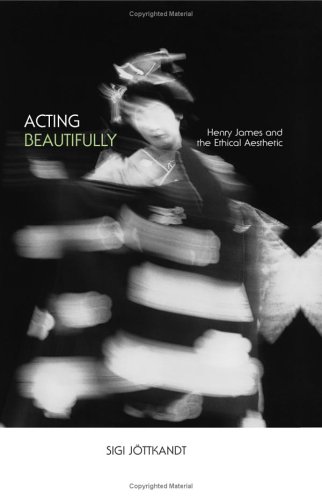 Copyrighted Material
ACTING
BEAUTIFULLY
Henry James and
the Ethical Aesthetic
SIGI JÖTTKANDT
Copyrighted Material